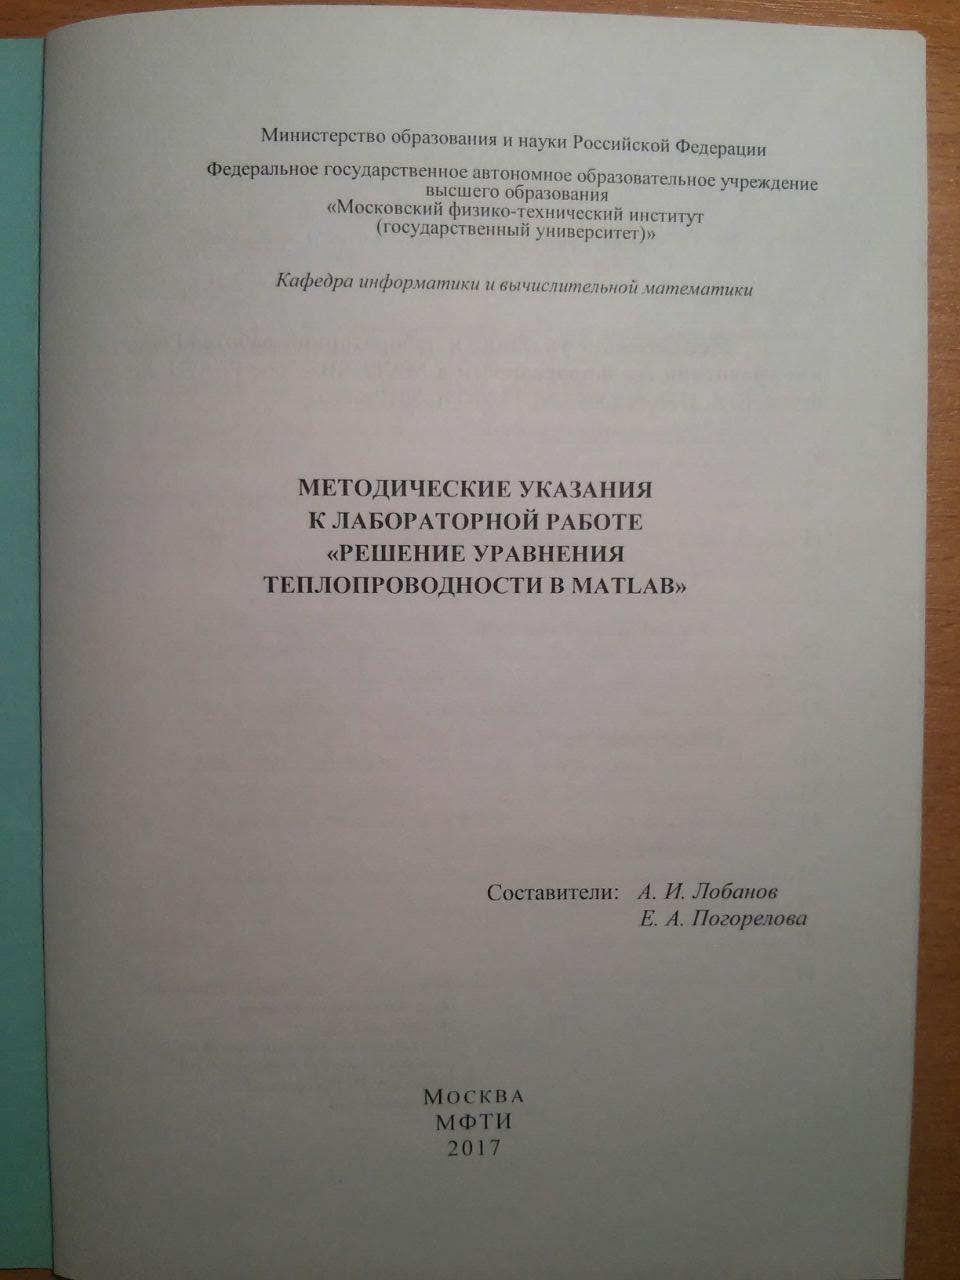 Министерство образования и науки Российской Федерации
Федеральное государственное автономное образовательное учреждение
высшего образования
«Московский физико-технический институт
(государственный университет)»
Кафедра информатики и вычислительной математики
МЕТОДИЧЕСКИЕ УКАЗАНИЯ
К ЛАБОРАТОРНОЙ РАБОТЕ
«РЕШЕНИЕ УРАВНЕНИЯ
ТЕПЛОПРОВОДНОСТИ В MATLAB»
Составители: А. И. Лобанов
Е. А. Погорелова
МОСКВА
МФТИ
2017